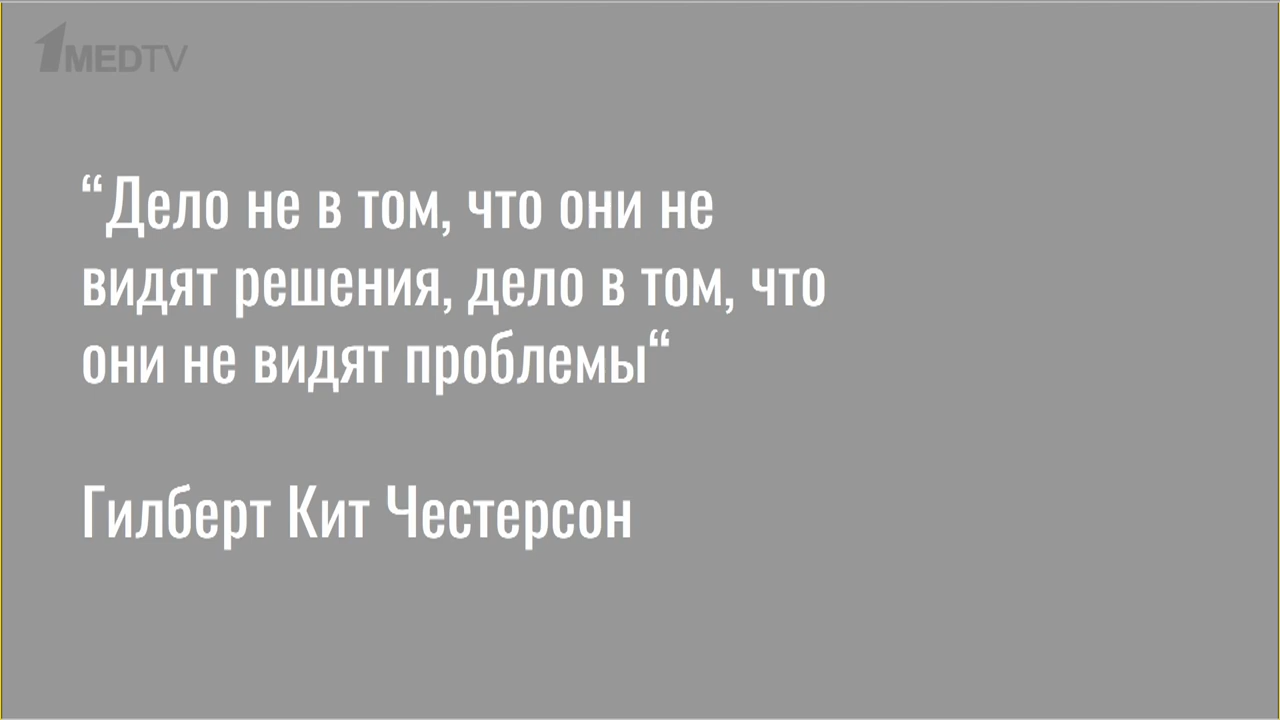 1MEDTV
“Дело не в том, что они не
видят решения, дело в том, что
они не видят проблемы“
Гилберт Кит Честерсон